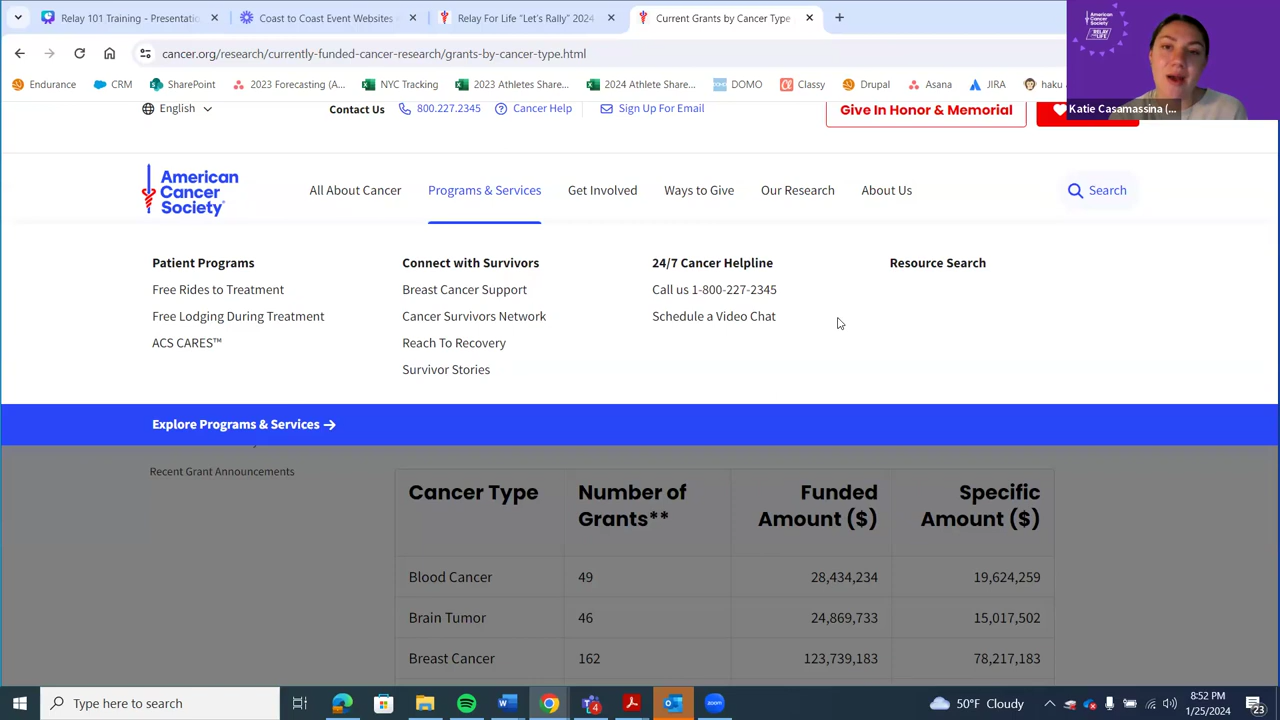 Relay 101 Training - Presentatio
Coast to Coast Event Websites
Relay For Life "Let's Rally" 2024
Current Grants by Cancer Type
cancer.org/research/currently-funded-cancer-research/grants-by-cancer-type.html
Endurance
CRM
SharePoint
2023 Forecasting (A...
NYC Tracking
2023 Athletes Share...
2024 Athlete Share...
DOMO
Classy
Drupal
Asana
JIRA
haku
American Cancer Society
RELAY FOR LIFE
Katie Casamassina (...
English
Contact Us
800.227.2345
Cancer Help
Sign Up For Email
Give In Honor & Memorial
American
Cancer
Society
All About Cancer
Programs & Services
Get Involved
Ways to Give
Our Research
About Us
Search
Patient Programs
Free Rides to Treatment
Free Lodging During Treatment
ACS CARES™
Connect with Survivors
Breast Cancer Support
Cancer Survivors Network
Reach To Recovery
Survivor Stories
24/7 Cancer Helpline
Call us 1-800-227-2345
Schedule a Video Chat
Resource Search
Explore Programs & Services →
Recent Grant Announcements
Cancer Type
Number of Grants**
Funded Amount ($)
Specific Amount ($)
Blood Cancer 49 28,434,234 19,624,259
Brain Tumor 46 24,869,733 15,017,502
Breast Cancer 162 123,739,183 78,217,183
Type here to search
4
50°F Cloudy
8:52 PM
1/25/2024
23